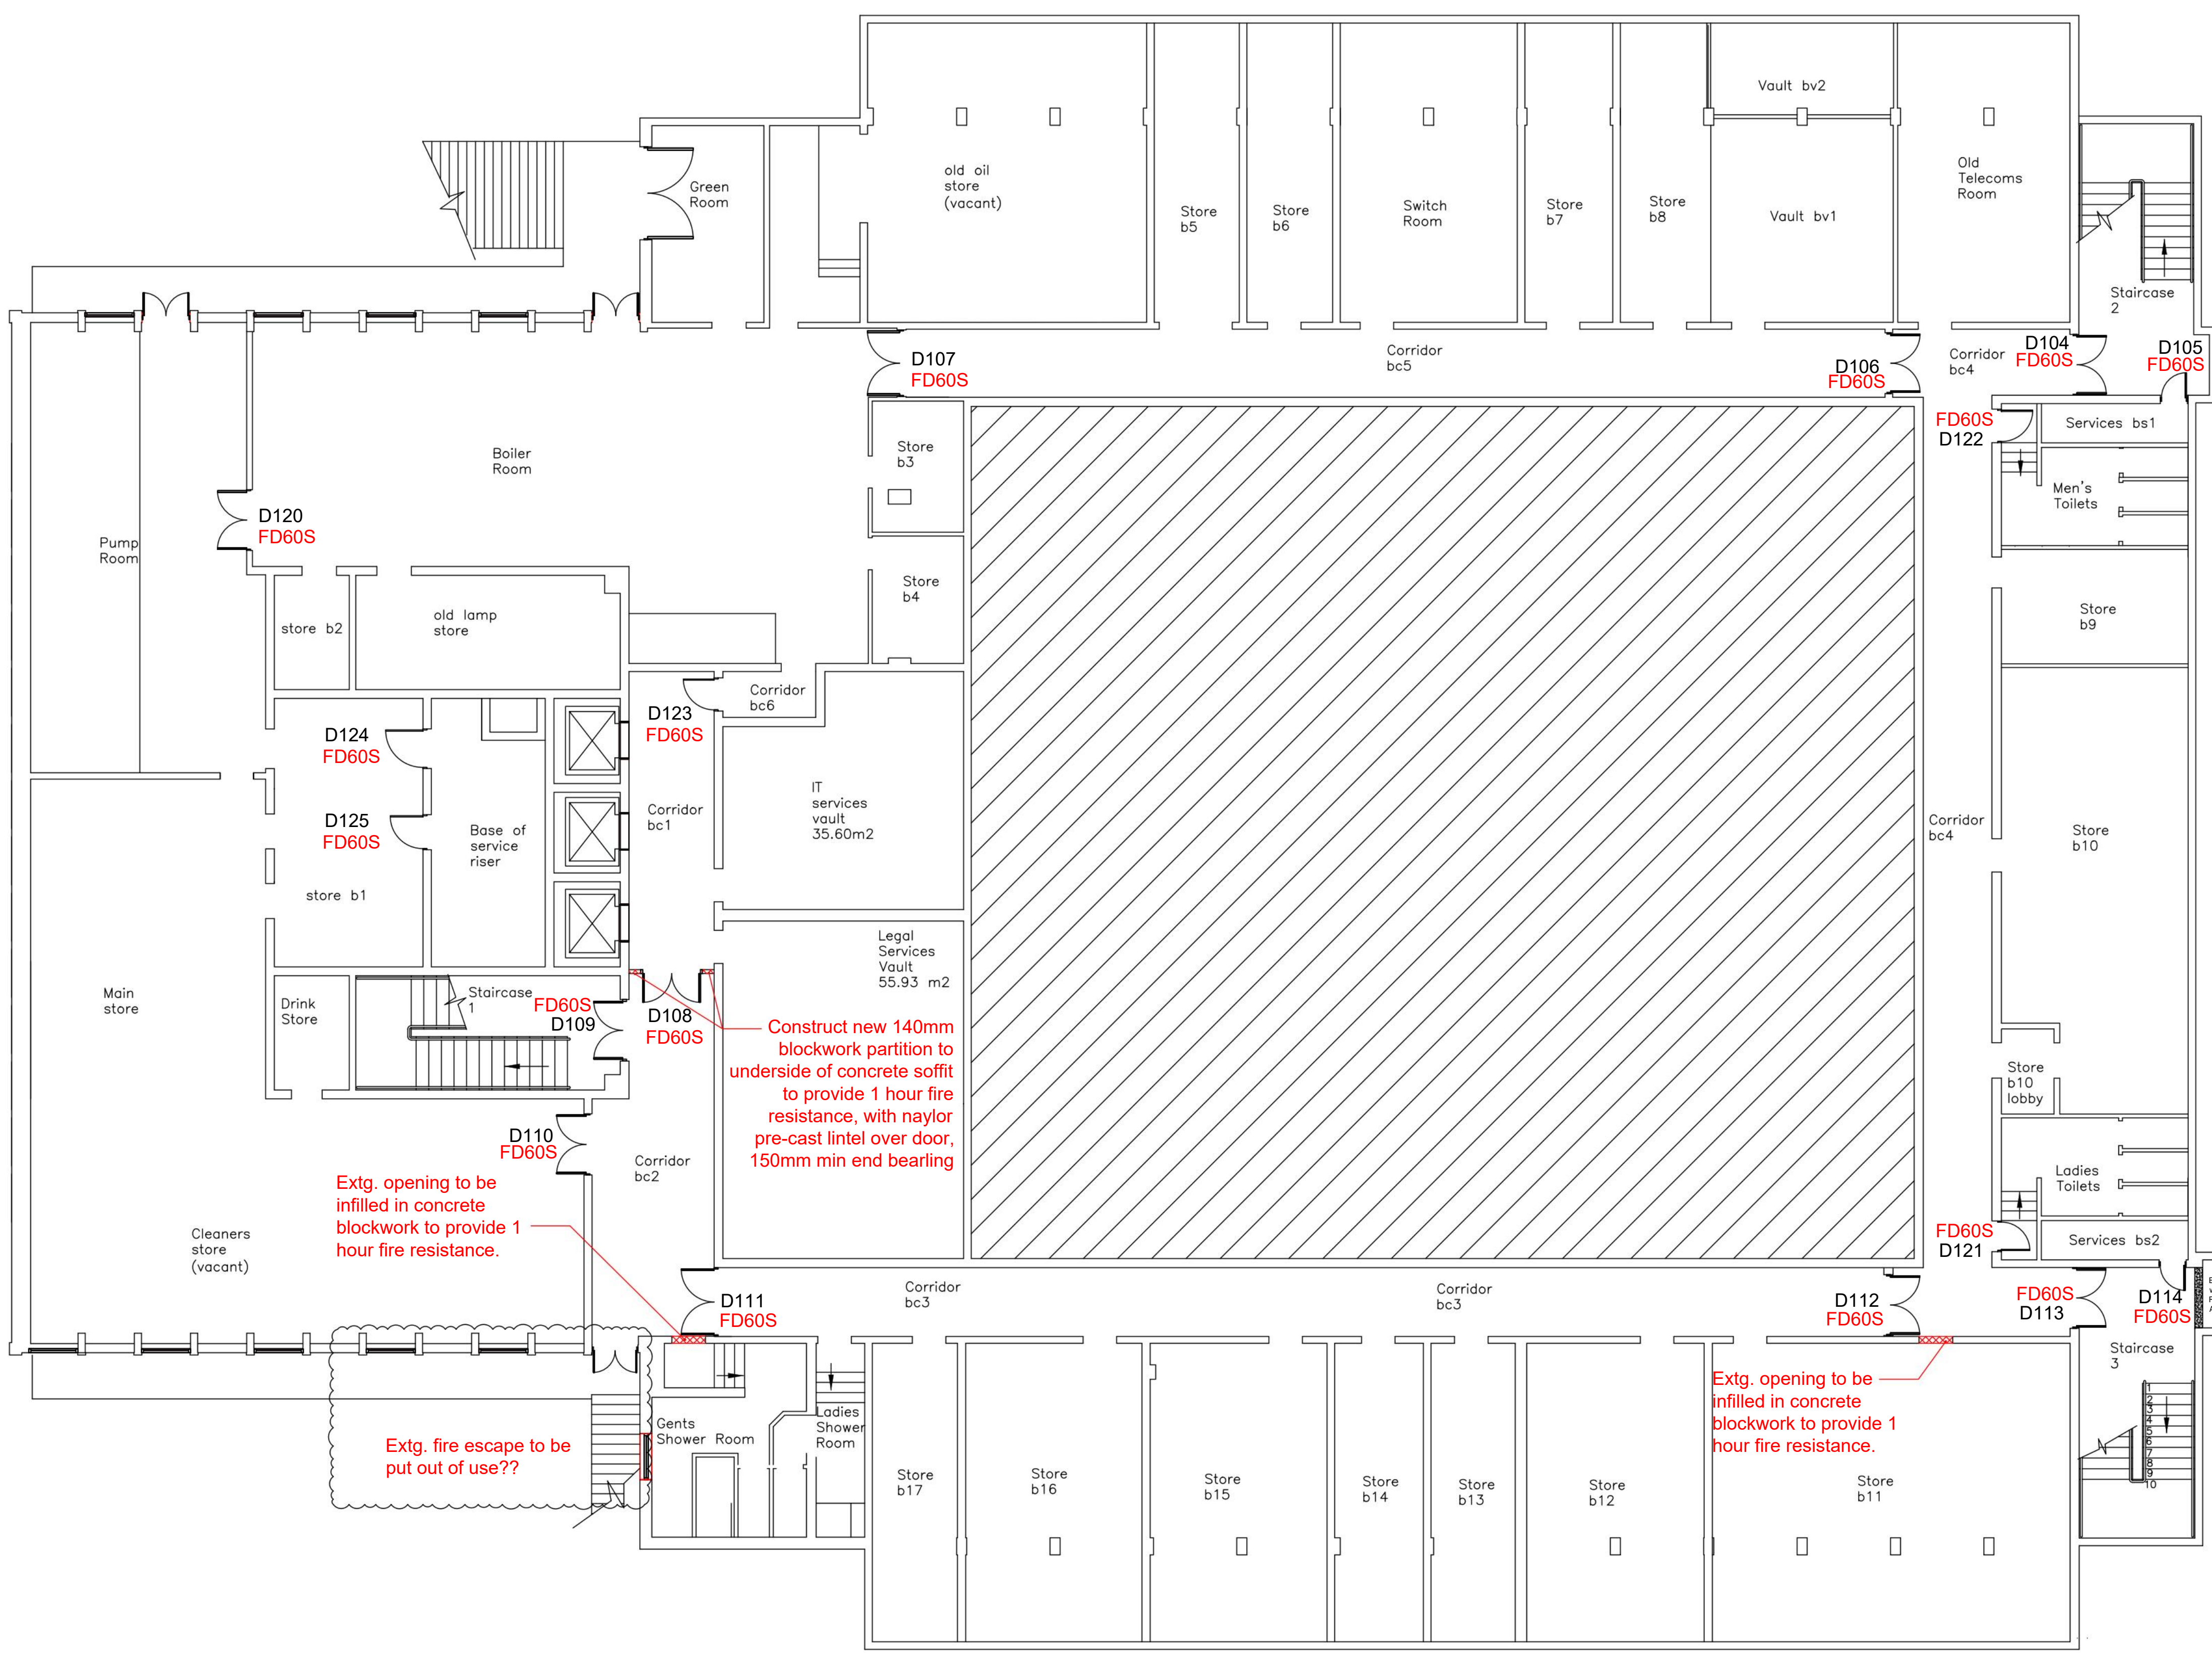 Vault bv2
Green
Room
old oil
store
(vacant)
Store
b5
Store
b6
Switch
Room
Store
b7
Store
b8
Vault bv1
Old
Telecoms
Room
Staircase
2
D107
FD60S
Corridor
bc5
D106
FD60S
Corridor
bc4
D104
FD60S
D105
FD60S
FD60S
D122
Services bs1
Men's
Toilets
Boiler
Room
Store
b3
D120
FD60S
Pump
Room
Store
b4
store b2
old lamp
store
Store
b9
Corridor
bc6
D123
FD60S
D124
FD60S
D125
FD60S
Base of
service
riser
store b1
Corridor
bc1
IT
services
vault
35.60m2
Corridor
bc4
Store
b10
Legal
Services
Vault
55.93 m2
Main
store
Drink
Store
Staircase
1
FD60S
D109
D108
FD60S
Construct new 140mm
blockwork partition to
underside of concrete soffit
to provide 1 hour fire
resistance, with naylor
pre-cast lintel over door,
150mm min end bearling
Store
b10
lobby
D110
FD60S
Corridor
bc2
Ladies
Toilets
Extg. opening to be
infilled in concrete
blockwork to provide 1
hour fire resistance.
Cleaners
store
(vacant)
FD60S
D121
Services bs2
Corridor
bc3
Corridor
bc3
D111
FD60S
D112
FD60S
FD60S
D113
D114
FD60S
Staircase
3
Extg. opening to be
infilled in concrete
blockwork to provide 1
hour fire resistance.
Extg. fire escape to be
put out of use??
Gents
Shower Room
Ladies
Shower
Room
Store
b17
Store
b16
Store
b15
Store
b14
Store
b13
Store
b12
Store
b11
1
2
3
4
5
6
7
8
9
10